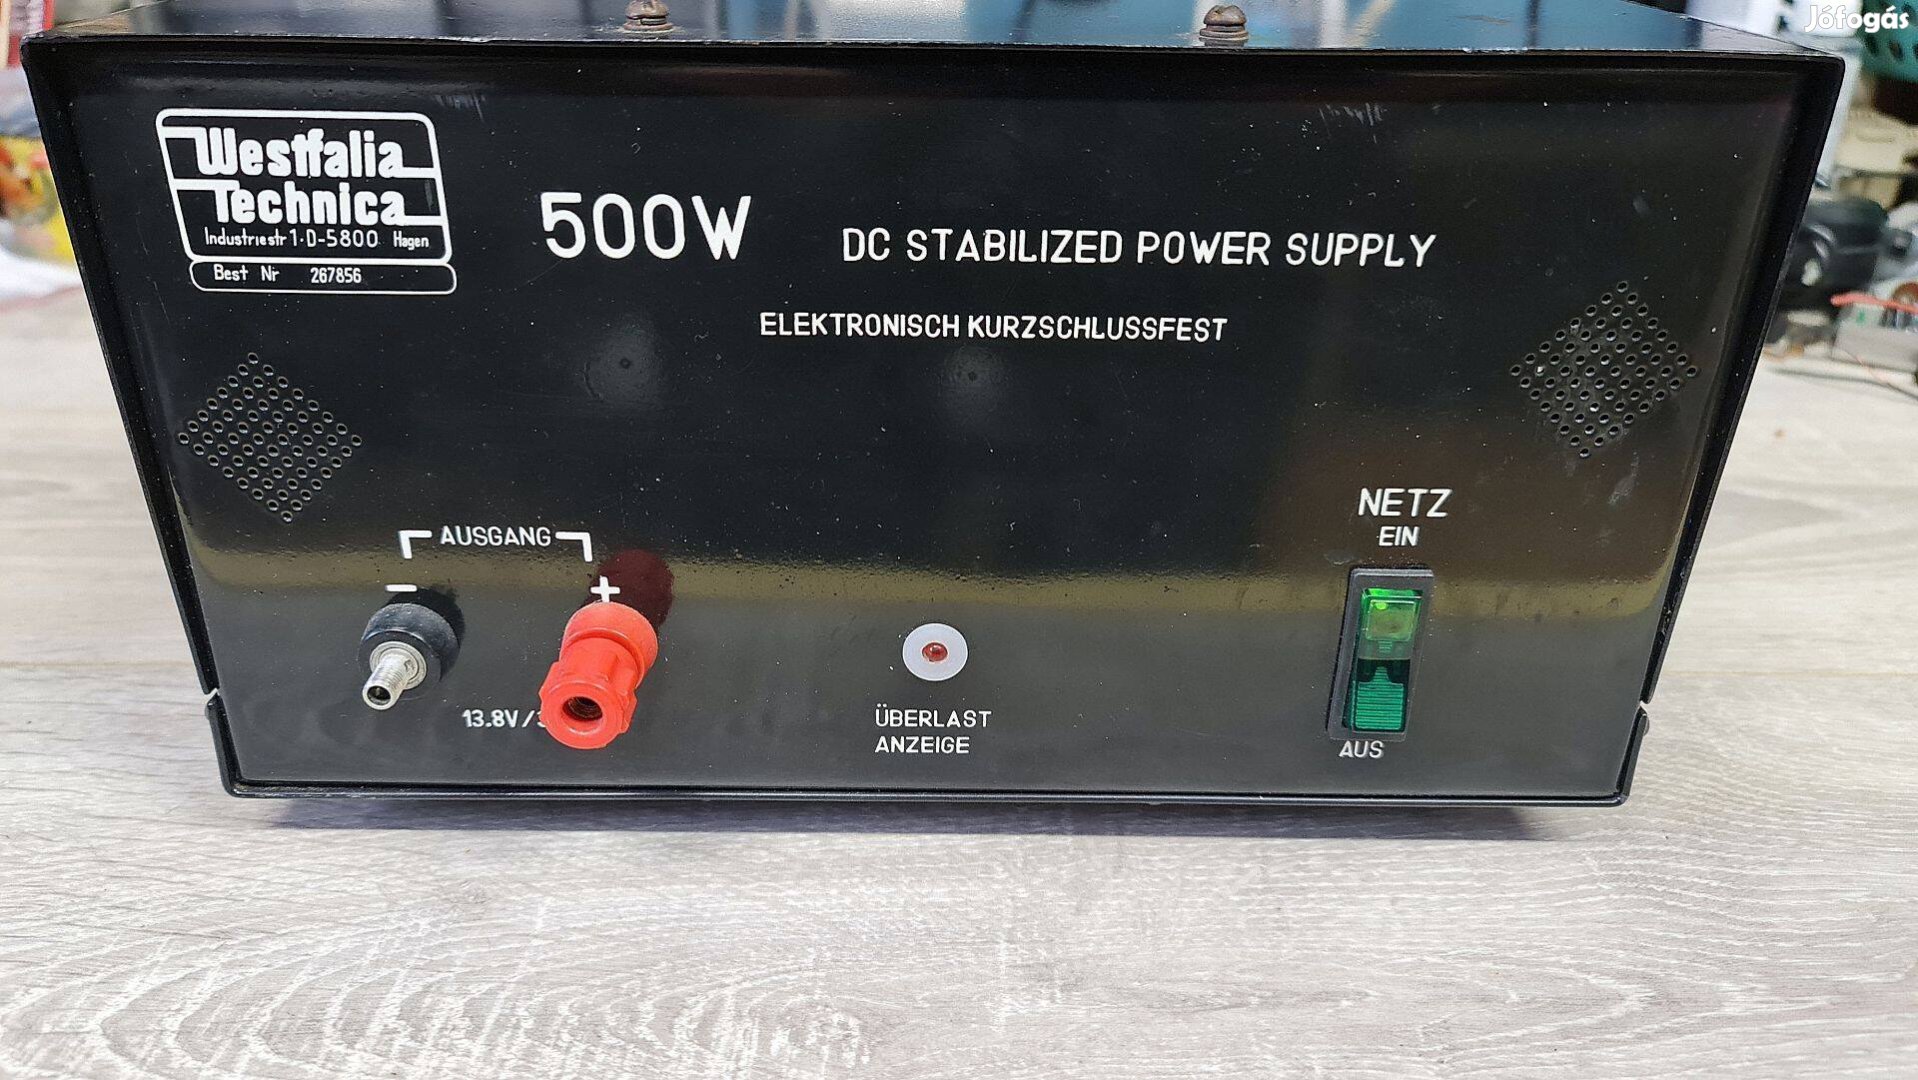 Jófogás
Westfalia
Technica
Industriestr 1·D-5800 Hagen
Best Nr 267856
500W DC STABILIZED POWER SUPPLY
ELEKTRONISCH KURZSCHLUSSFEST
NETZ
EIN
AUSGANG
- +
13.8V/
ÜBERLAST
ANZEIGE
AUS